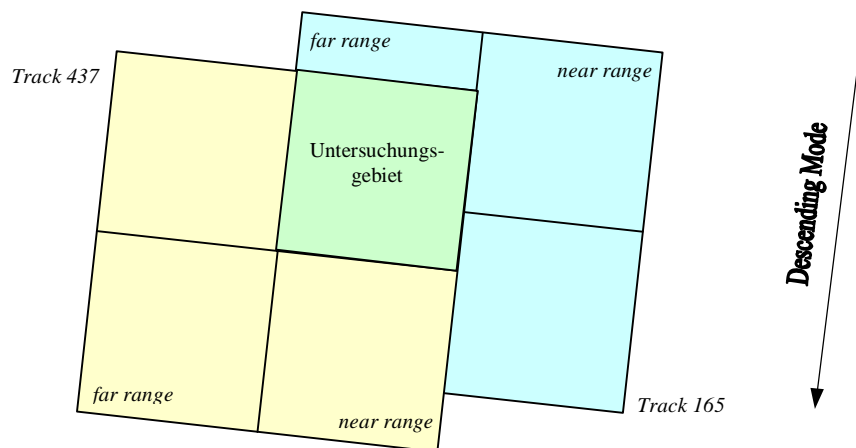 far range
near range
Track 437
Untersuchungs-
gebiet
Descending Mode
far range
near range
Track 165